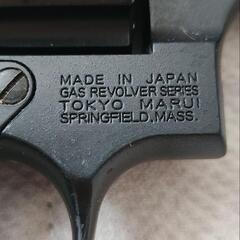 MADE IN JAPAN
GAS REVOLVER SERIES
TOKYO MARUI
SPRINGFIELD, MASS.